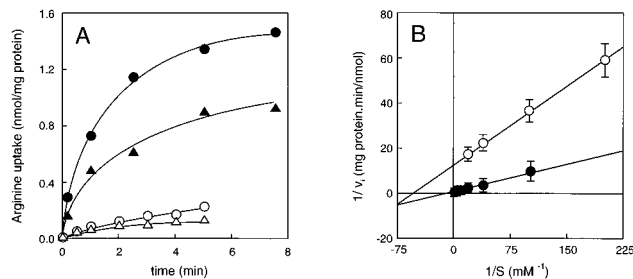 A
Arginine uptake (nmol/mg protein)
1.6
1.2
0.8
0.4
0.0
0 2 4 6 8
time (min)
B
1/ vᵢ (mg protein.min/nmol)
80
60
40
20
0
-20
-75 0 75 150 225
1/S (mM⁻¹)